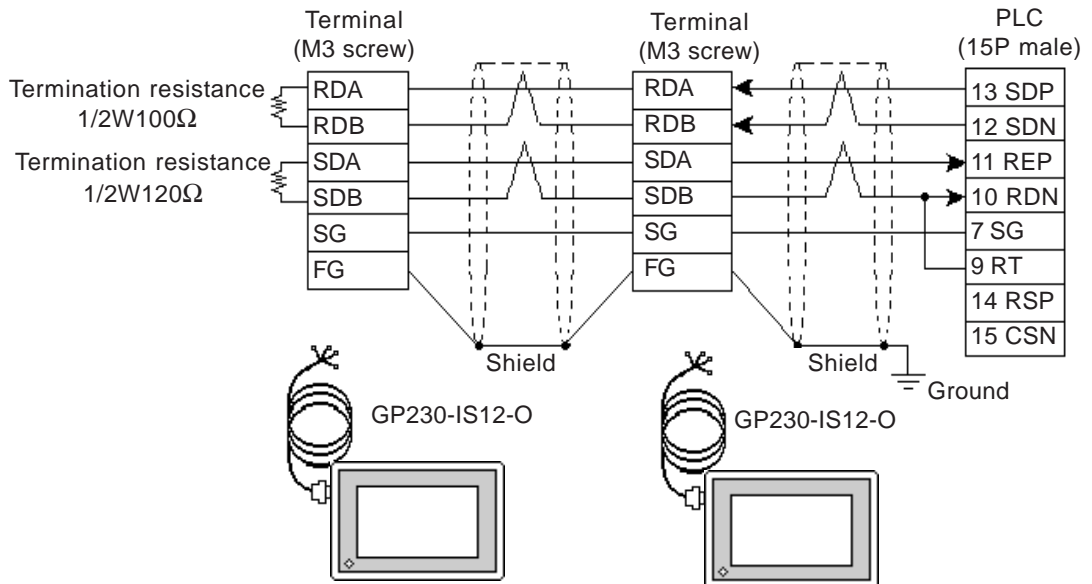 Terminal
(M3 screw)
Terminal
(M3 screw)
PLC
(15P male)
Termination resistance
1/2W100Ω
Termination resistance
1/2W120Ω
RDA
RDB
SDA
SDB
SG
FG
RDA
RDB
SDA
SDB
SG
FG
13 SDP
12 SDN
11 REP
10 RDN
7 SG
9 RT
14 RSP
15 CSN
Shield
Shield
Ground
GP230-IS12-O
GP230-IS12-O